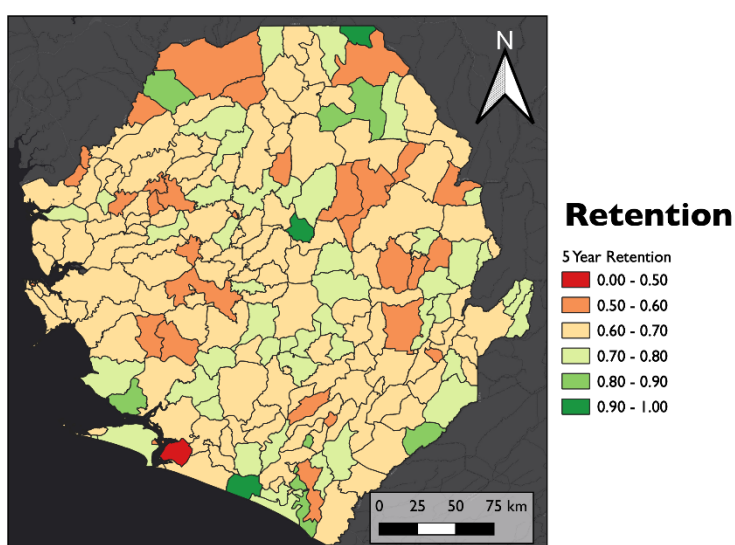 N
Retention
5 Year Retention
0.00 - 0.50
0.50 - 0.60
0.60 - 0.70
0.70 - 0.80
0.80 - 0.90
0.90 - 1.00
0 25 50 75 km